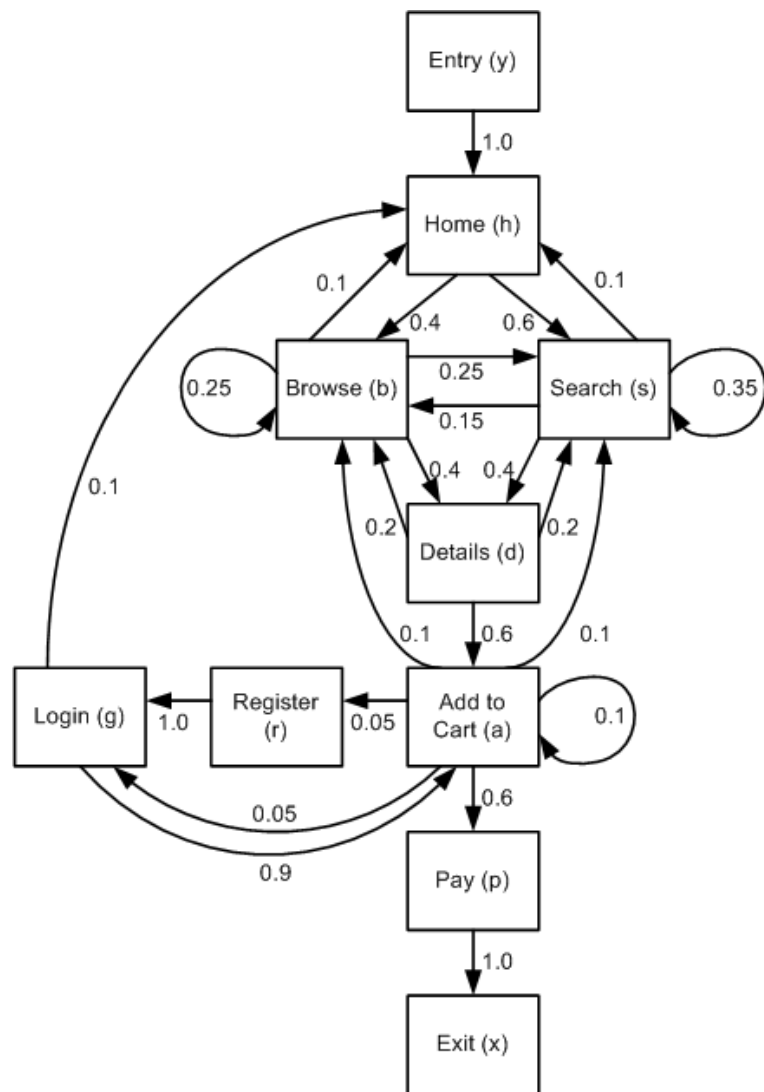 Entry (y)
1.0
Home (h)
0.1
0.4
0.6
0.1
0.25
Browse (b)
0.25
Search (s)
0.35
0.15
0.4
0.4
0.1
0.2
Details (d)
0.2
0.1
0.6
0.1
Login (g)
1.0
Register
(r)
0.05
Add to
Cart (a)
0.1
0.05
0.6
0.9
Pay (p)
1.0
Exit (x)